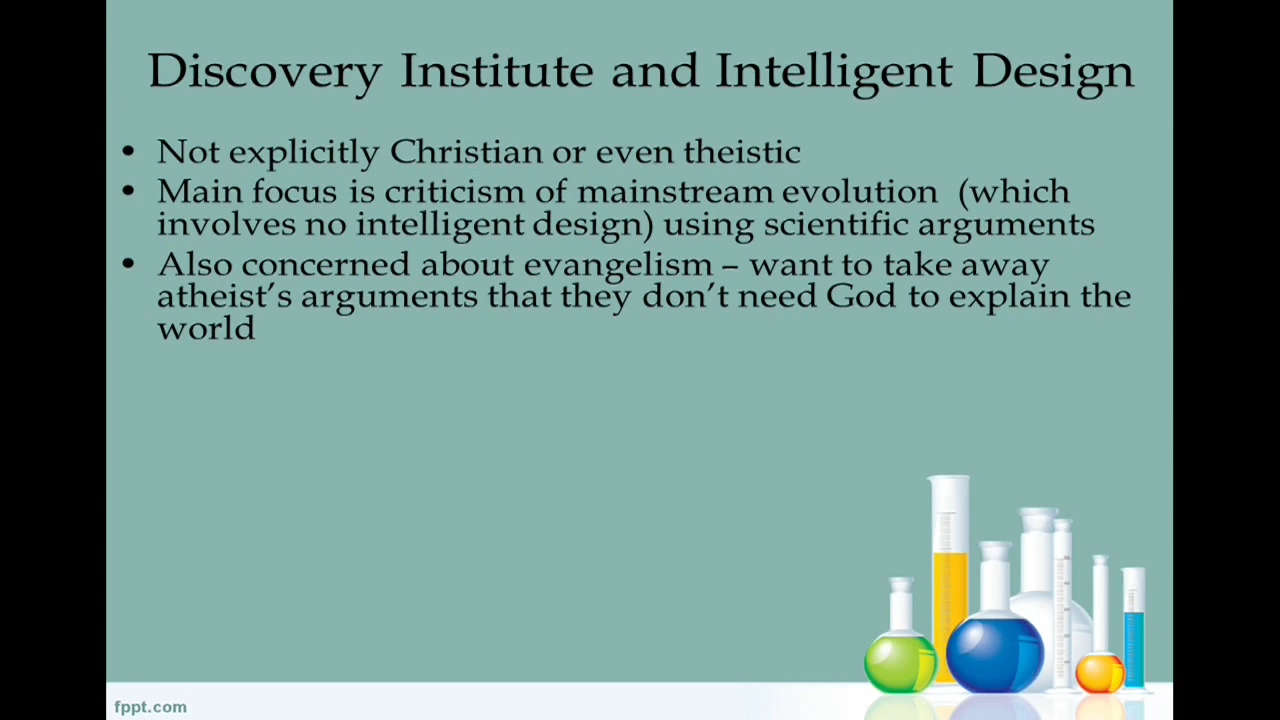 Discovery Institute and Intelligent Design
• Not explicitly Christian or even theistic
• Main focus is criticism of mainstream evolution (which
involves no intelligent design) using scientific arguments
• Also concerned about evangelism – want to take away
atheist’s arguments that they don’t need God to explain the
world
fppt.com